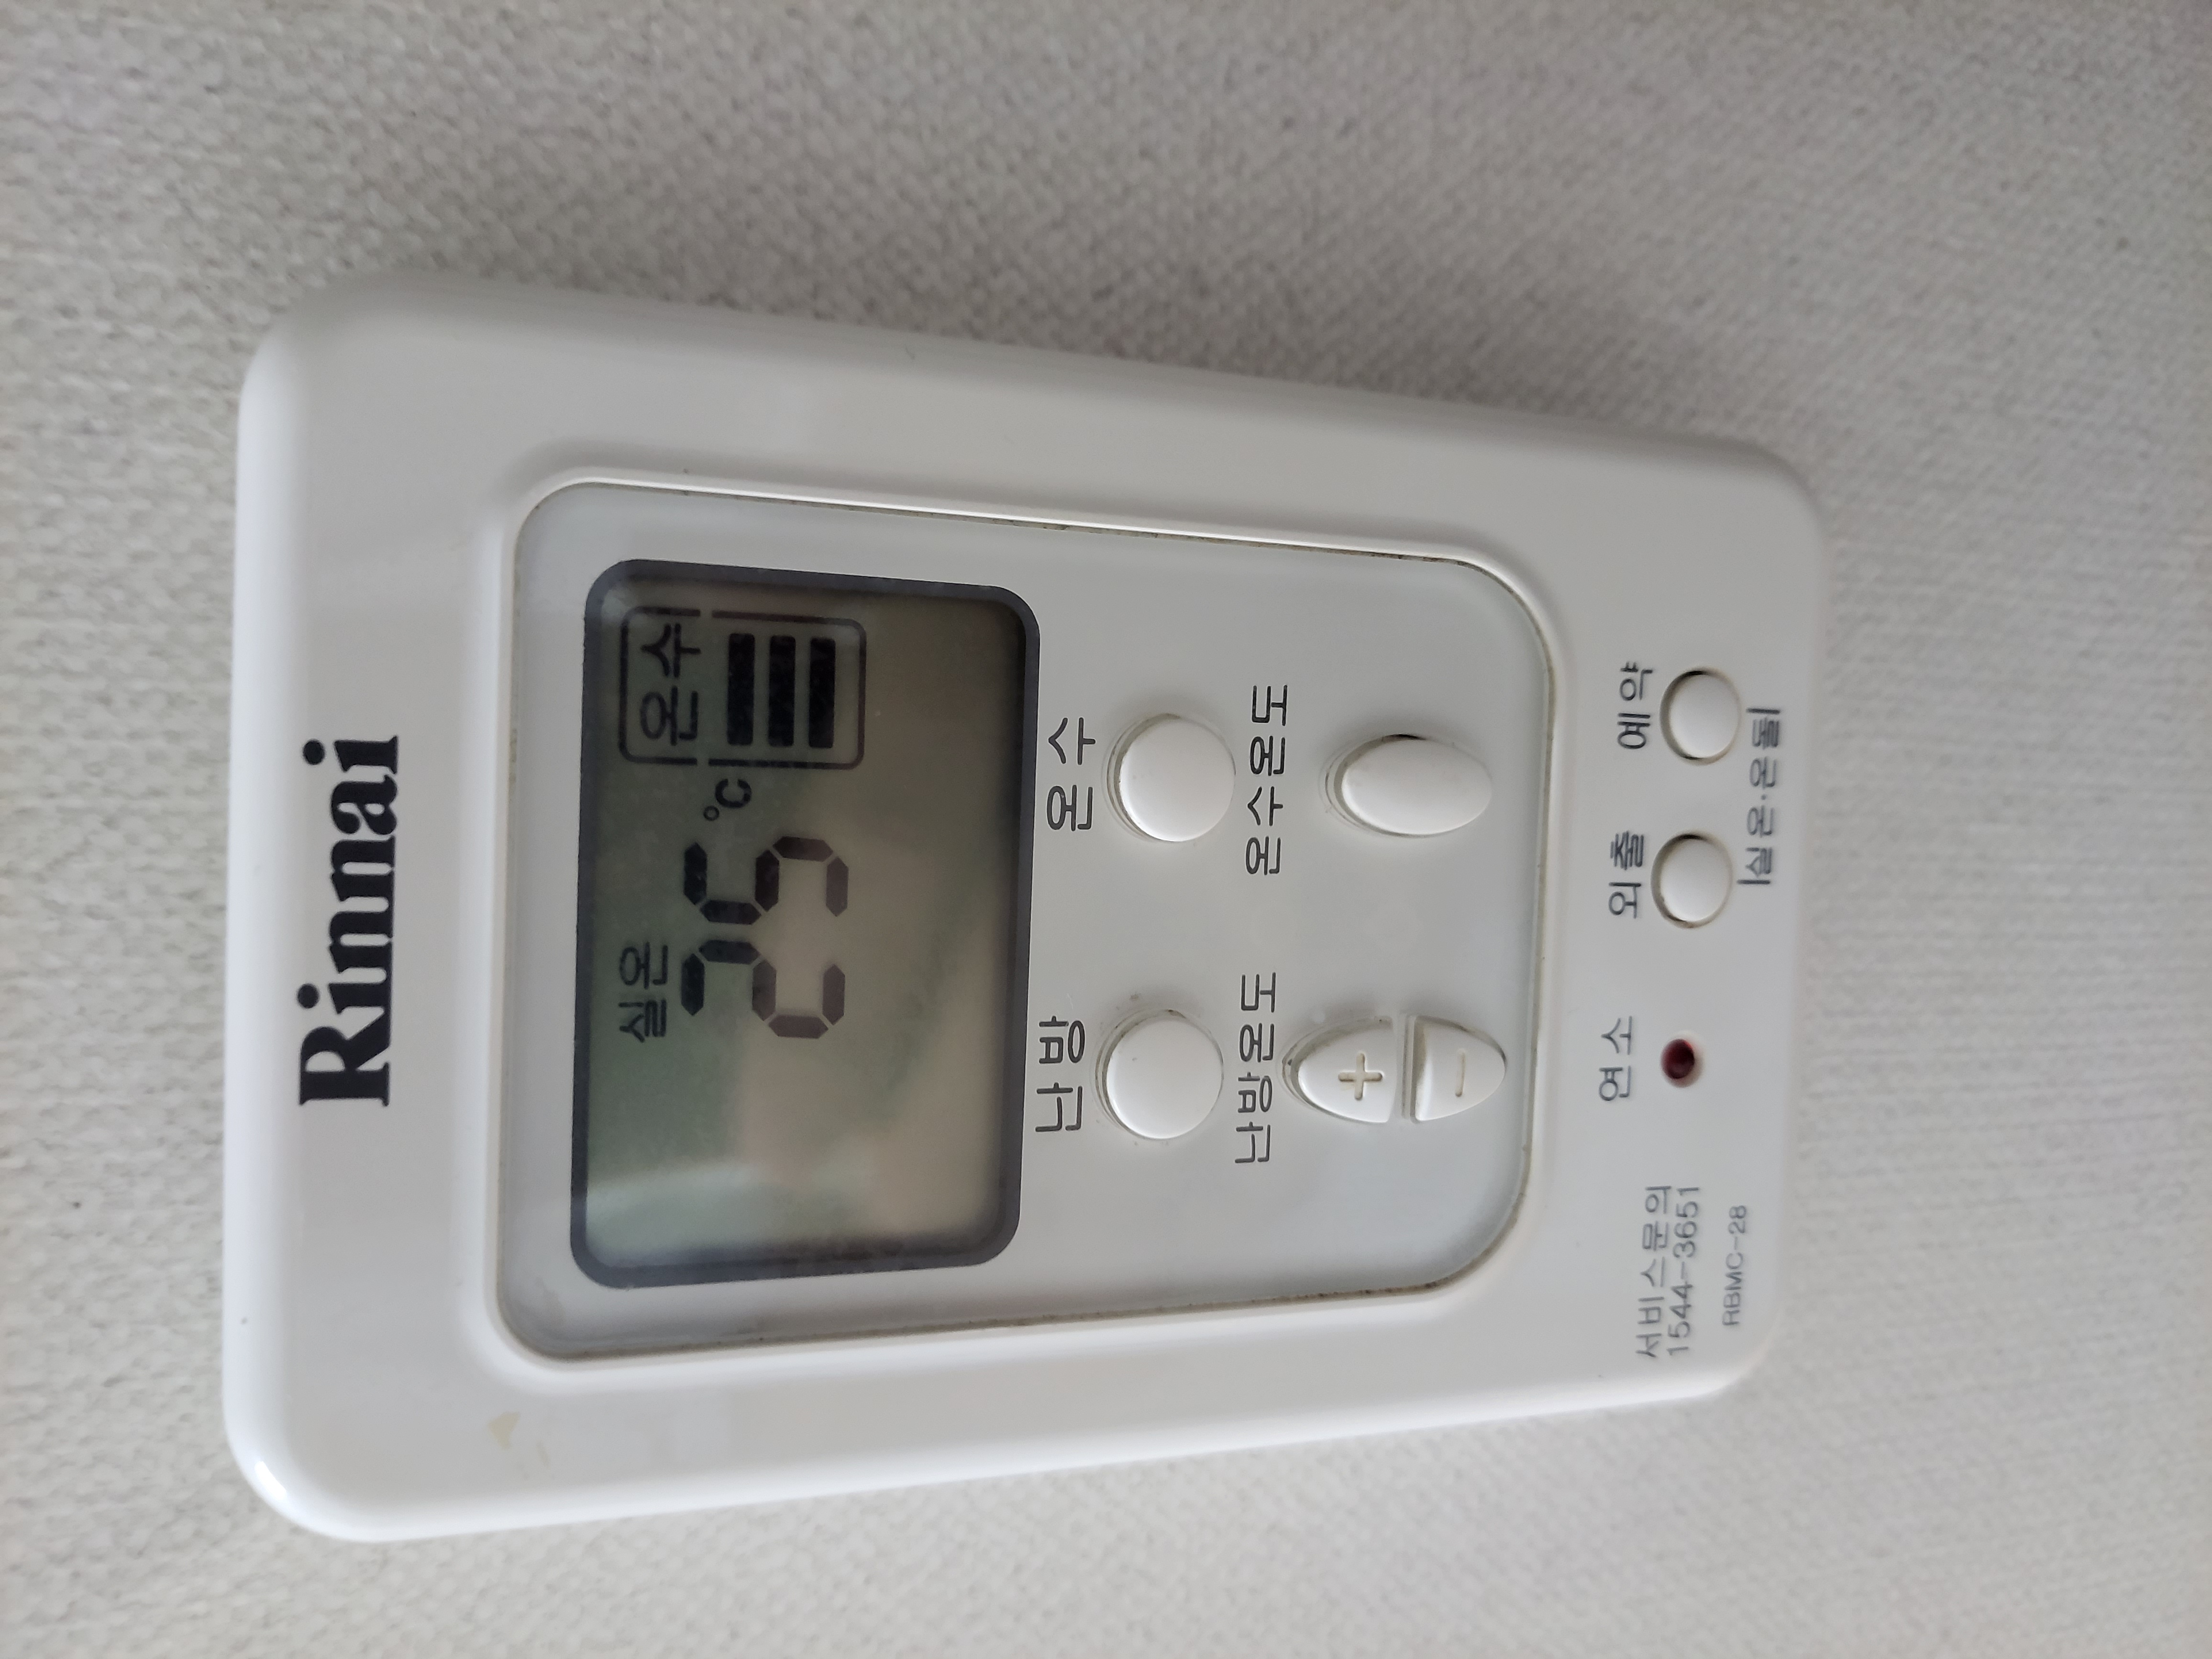 Rinnai
실온
온수
25 °C
난방 온수
난방온도 온수온도
+
-
연소 외출 예약
서비스문의
1544-3651
RBMC-28
실온·온돌